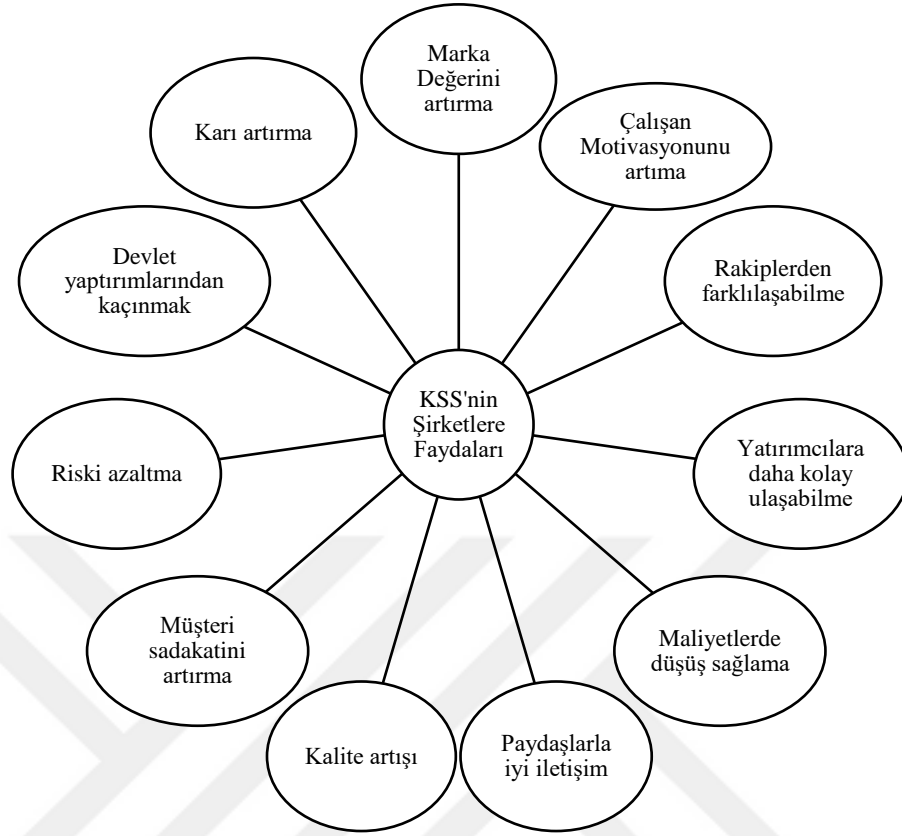 Marka
Değerini
artırma
Çalışan
Motivasyonunu
artıma
Rakiplerden
farklılaşabilme
Yatırımcılara
daha kolay
ulaşabilme
Maliyetlerde
düşüş sağlama
Paydaşlarla
iyi iletişim
Kalite artışı
Müşteri
sadakatini
artırma
Riski azaltma
Devlet
yaptırımlarından
kaçınmak
Karı artırma
KSS'nin
Şirketlere
Faydaları